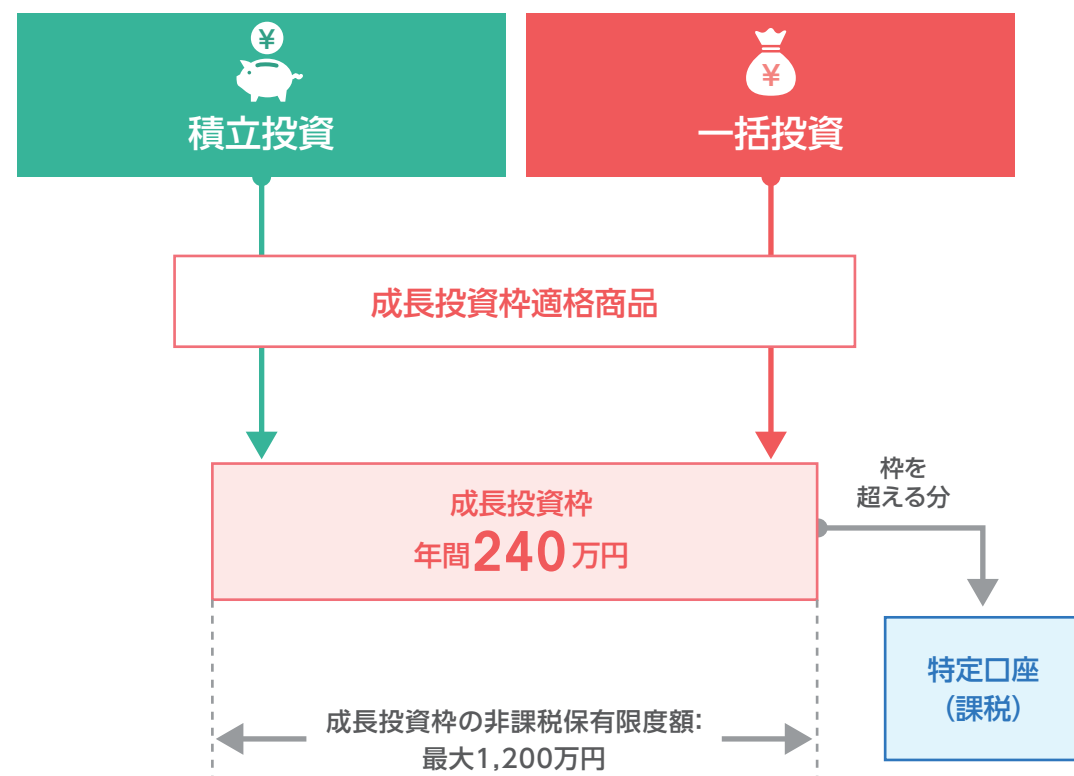 ¥
積立投資
¥
一括投資
成長投資枠適格商品
成長投資枠
年間240万円
枠を
超える分
特定口座
(課税)
成長投資枠の非課税保有限度額:
最大1,200万円